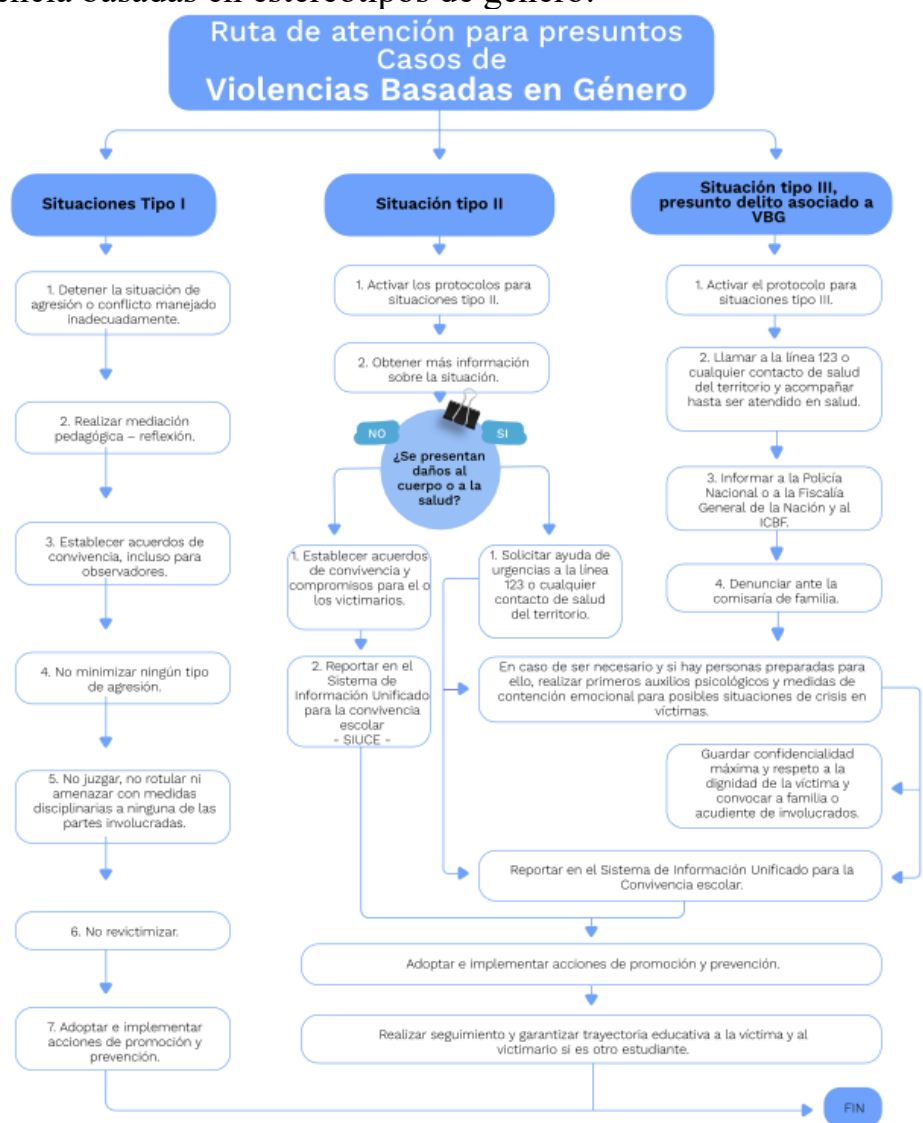 Ruta de atención para presuntos
Casos de
Violencias Basadas en Género
Situaciones Tipo I
1. Detener la situación de
agresión o conflicto manejado
inadecuadamente.
2. Realizar mediación
pedagógica – reflexión.
3. Establecer acuerdos de
convivencia, incluso para
observadores.
4. No minimizar ningún tipo
de agresión.
5. No juzgar, no rotular ni
amenazar con medidas
disciplinarias a ninguna de las
partes involucradas.
6. No revictimizar.
7. Adoptar e implementar
acciones de promoción y
prevención.
Situación tipo II
1. Activar los protocolos para
situaciones tipo II.
2. Obtener más información
sobre la situación.
NO
SI
¿Se presentan
daños al
cuerpo o a la
salud?
1. Establecer acuerdos
de convivencia y
compromisos para el o
los victimarios.
2. Reportar en el
Sistema de
Información Unificado
para la convivencia
escolar
- SIUCE -
1. Solicitar ayuda de
urgencias a la línea
123 o cualquier
contacto de salud
del territorio.
Situación tipo III,
presunto delito asociado a
VBG
1. Activar el protocolo para
situaciones tipo III.
2. Llamar a la línea 123 o
cualquier contacto de salud
del territorio y acompañar
hasta ser atendido en salud.
3. Informar a la Policía
Nacional o a la Fiscalía
General de la Nación y al
ICBF.
4. Denunciar ante la
comisaría de familia.
En caso de ser necesario y si hay personas preparadas para
ello, realizar primeros auxilios psicológicos y medidas de
contención emocional para posibles situaciones de crisis en
víctimas.
Guardar confidencialidad
máxima y respeto a la
dignidad de la víctima y
convocar a familia o
acudiente de involucrados.
Reportar en el Sistema de Información Unificado para la
Convivencia escolar.
Adoptar e implementar acciones de promoción y prevención.
Realizar seguimiento y garantizar trayectoria educativa a la víctima y al
victimario si es otro estudiante.
FIN